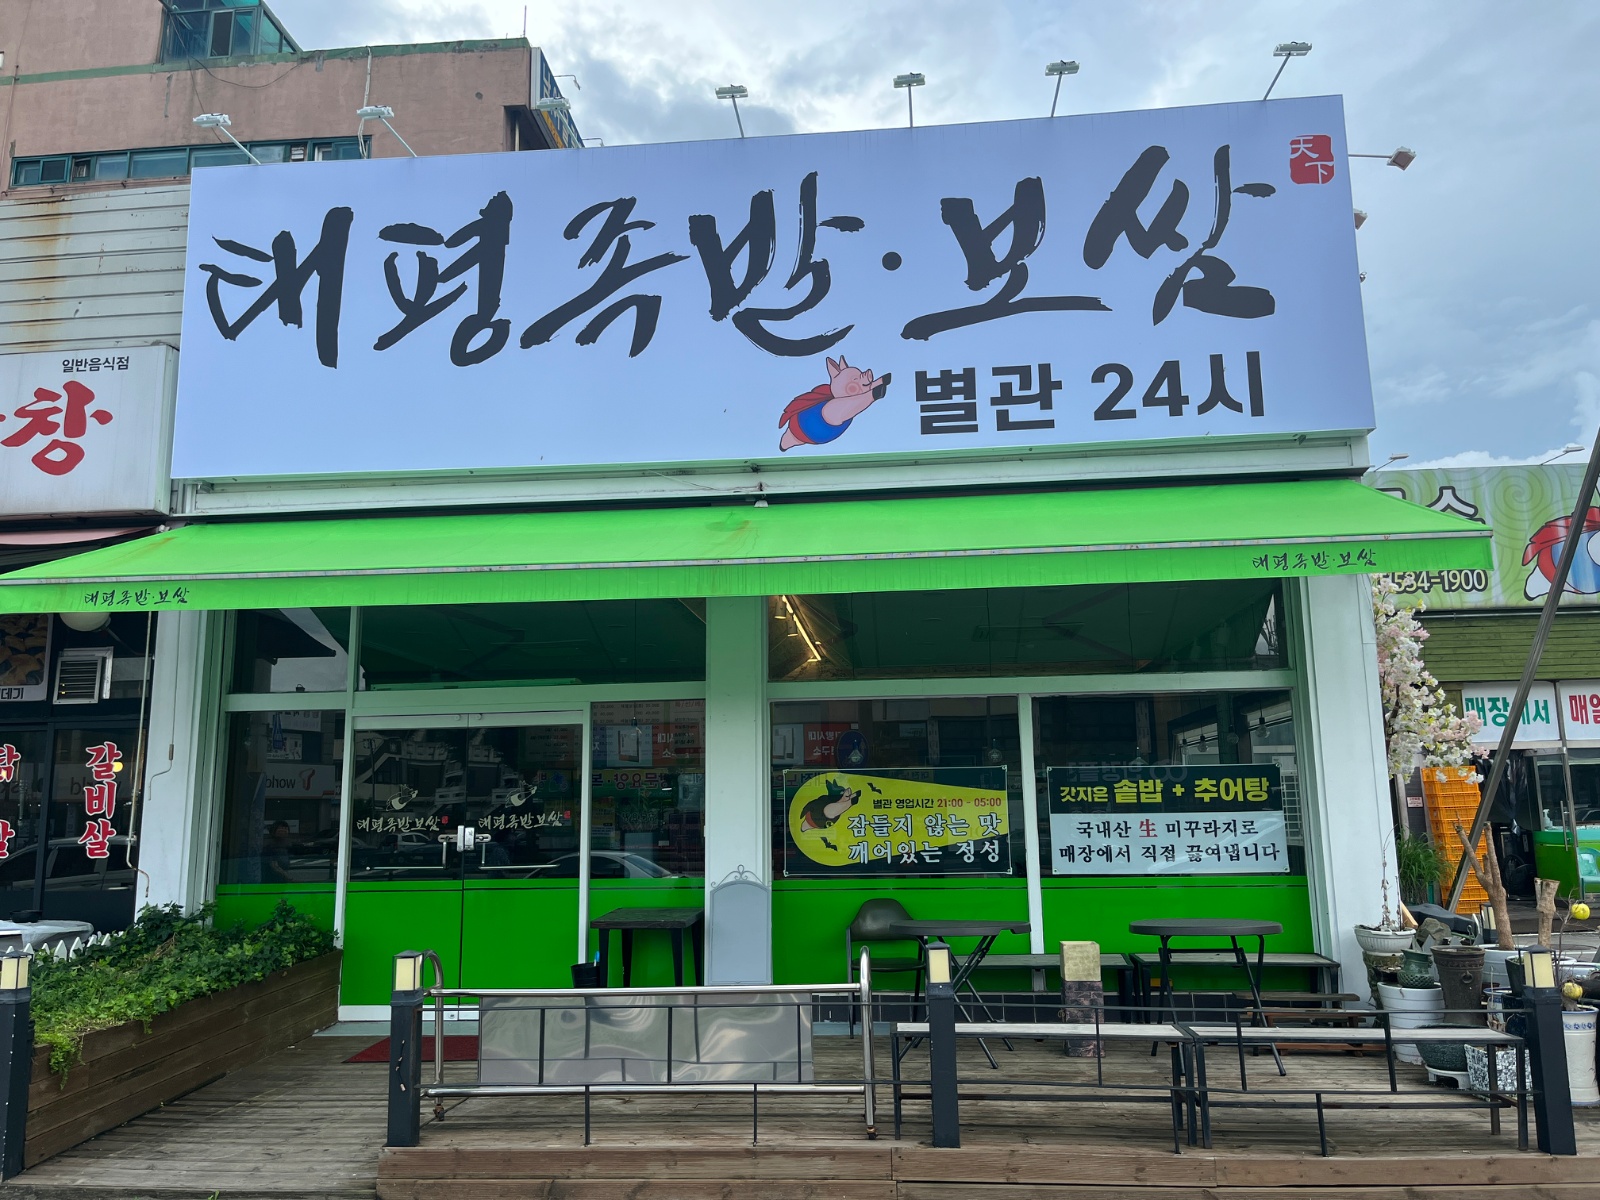 태평족발·보쌈
天下
별관 24시
일반음식점
창
태평족발·보쌈
태평족발·보쌈
534-1900
갈비살
태평족발보쌈
태평족발보쌈
별관 영업시간 21:00 - 05:00
잠들지 않는 맛
깨어있는 정성
갓지은 솥밥 + 추어탕
국내산 生 미꾸라지로
매장에서 직접 끓여냅니다
매장에서
매일